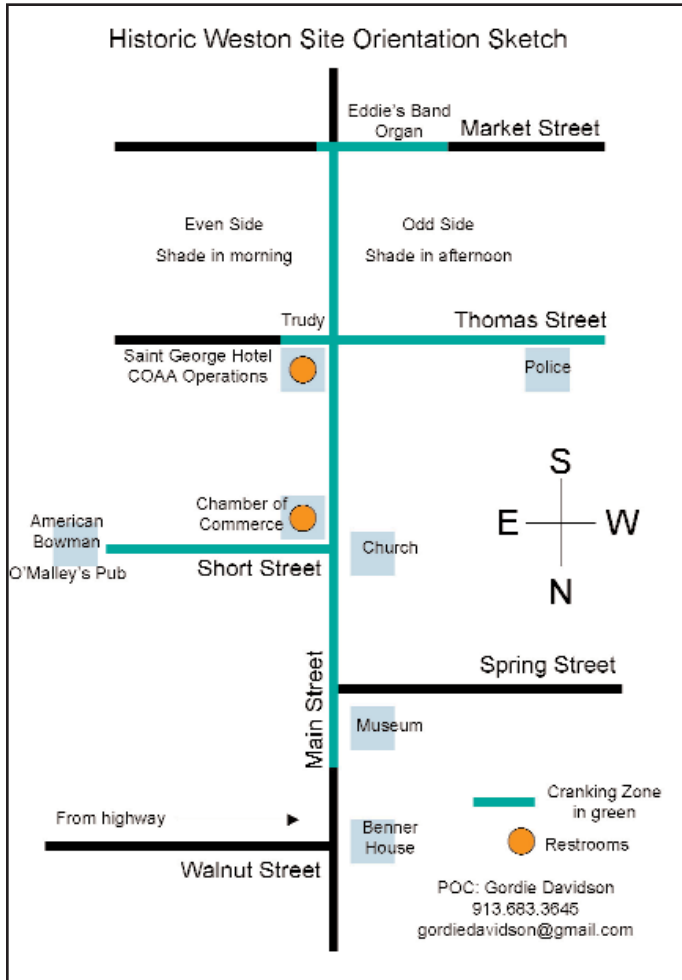 Historic Weston Site Orientation Sketch
Eddie's Band
Organ
Market Street
Even Side
Shade in morning
Odd Side
Shade in afternoon
Trudy
Thomas Street
Saint George Hotel
COAA Operations
Police
S
E
W
N
Chamber of
Commerce
American
Bowman
O'Malley's Pub
Short Street
Church
Main Street
Spring Street
Museum
From highway
Walnut Street
Benner
House
Cranking Zone
in green
Restrooms
POC: Gordie Davidson
913.683.3645
gordiedavidson@gmail.com